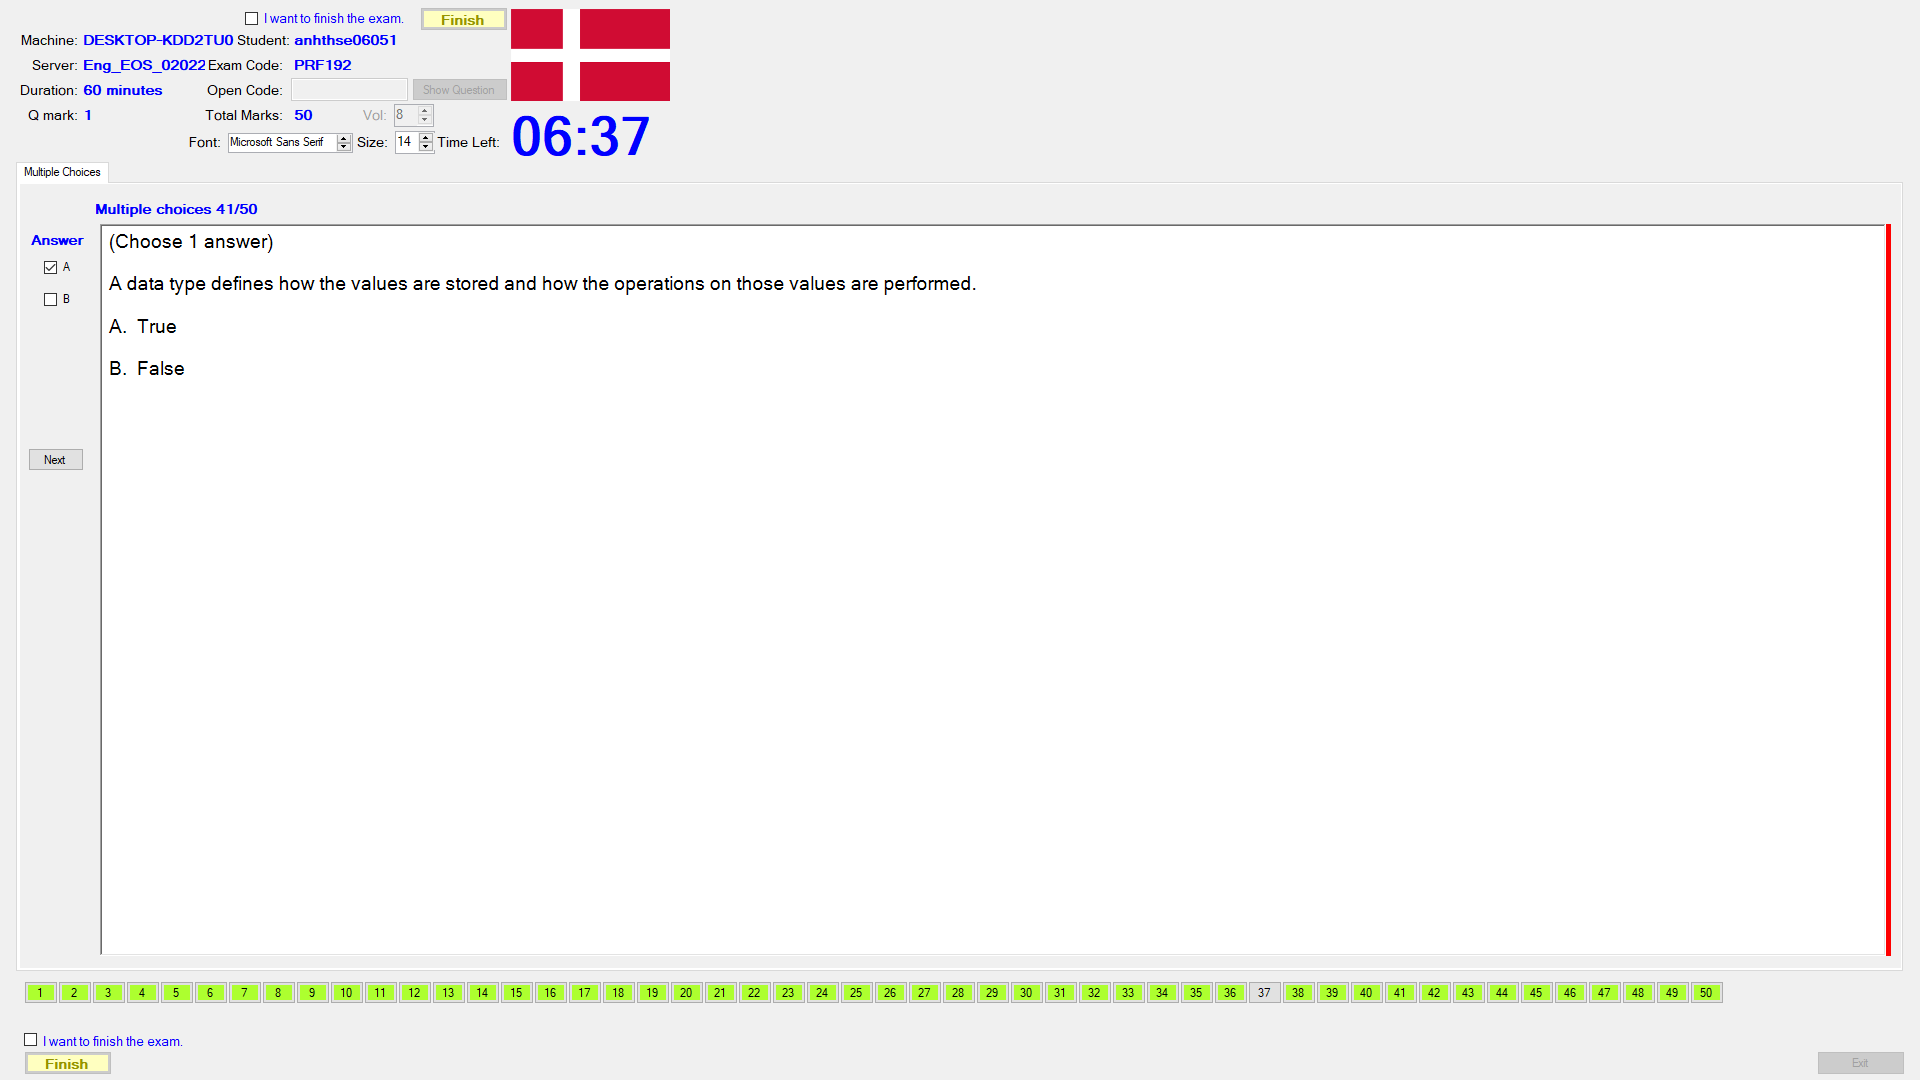 I want to finish the exam.
Finish
Machine: DESKTOP-KDD2TU0 Student: anhthse06051
Server: Eng_EOS_02022 Exam Code: PRF192
Duration: 60 minutes Open Code: Show Question
Q mark: 1 Total Marks: 50 Vol: 8
Font: Microsoft Sans Serif Size: 14 Time Left: 06:37
Multiple Choices
Multiple choices 41/50
Answer
A
B
Next
(Choose 1 answer)
A data type defines how the values are stored and how the operations on those values are performed.
A. True
B. False
1 2 3 4 5 6 7 8 9 10 11 12 13 14 15 16 17 18 19 20 21 22 23 24 25 26 27 28 29 30 31 32 33 34 35 36 37 38 39 40 41 42 43 44 45 46 47 48 49 50
I want to finish the exam.
Finish
Exit